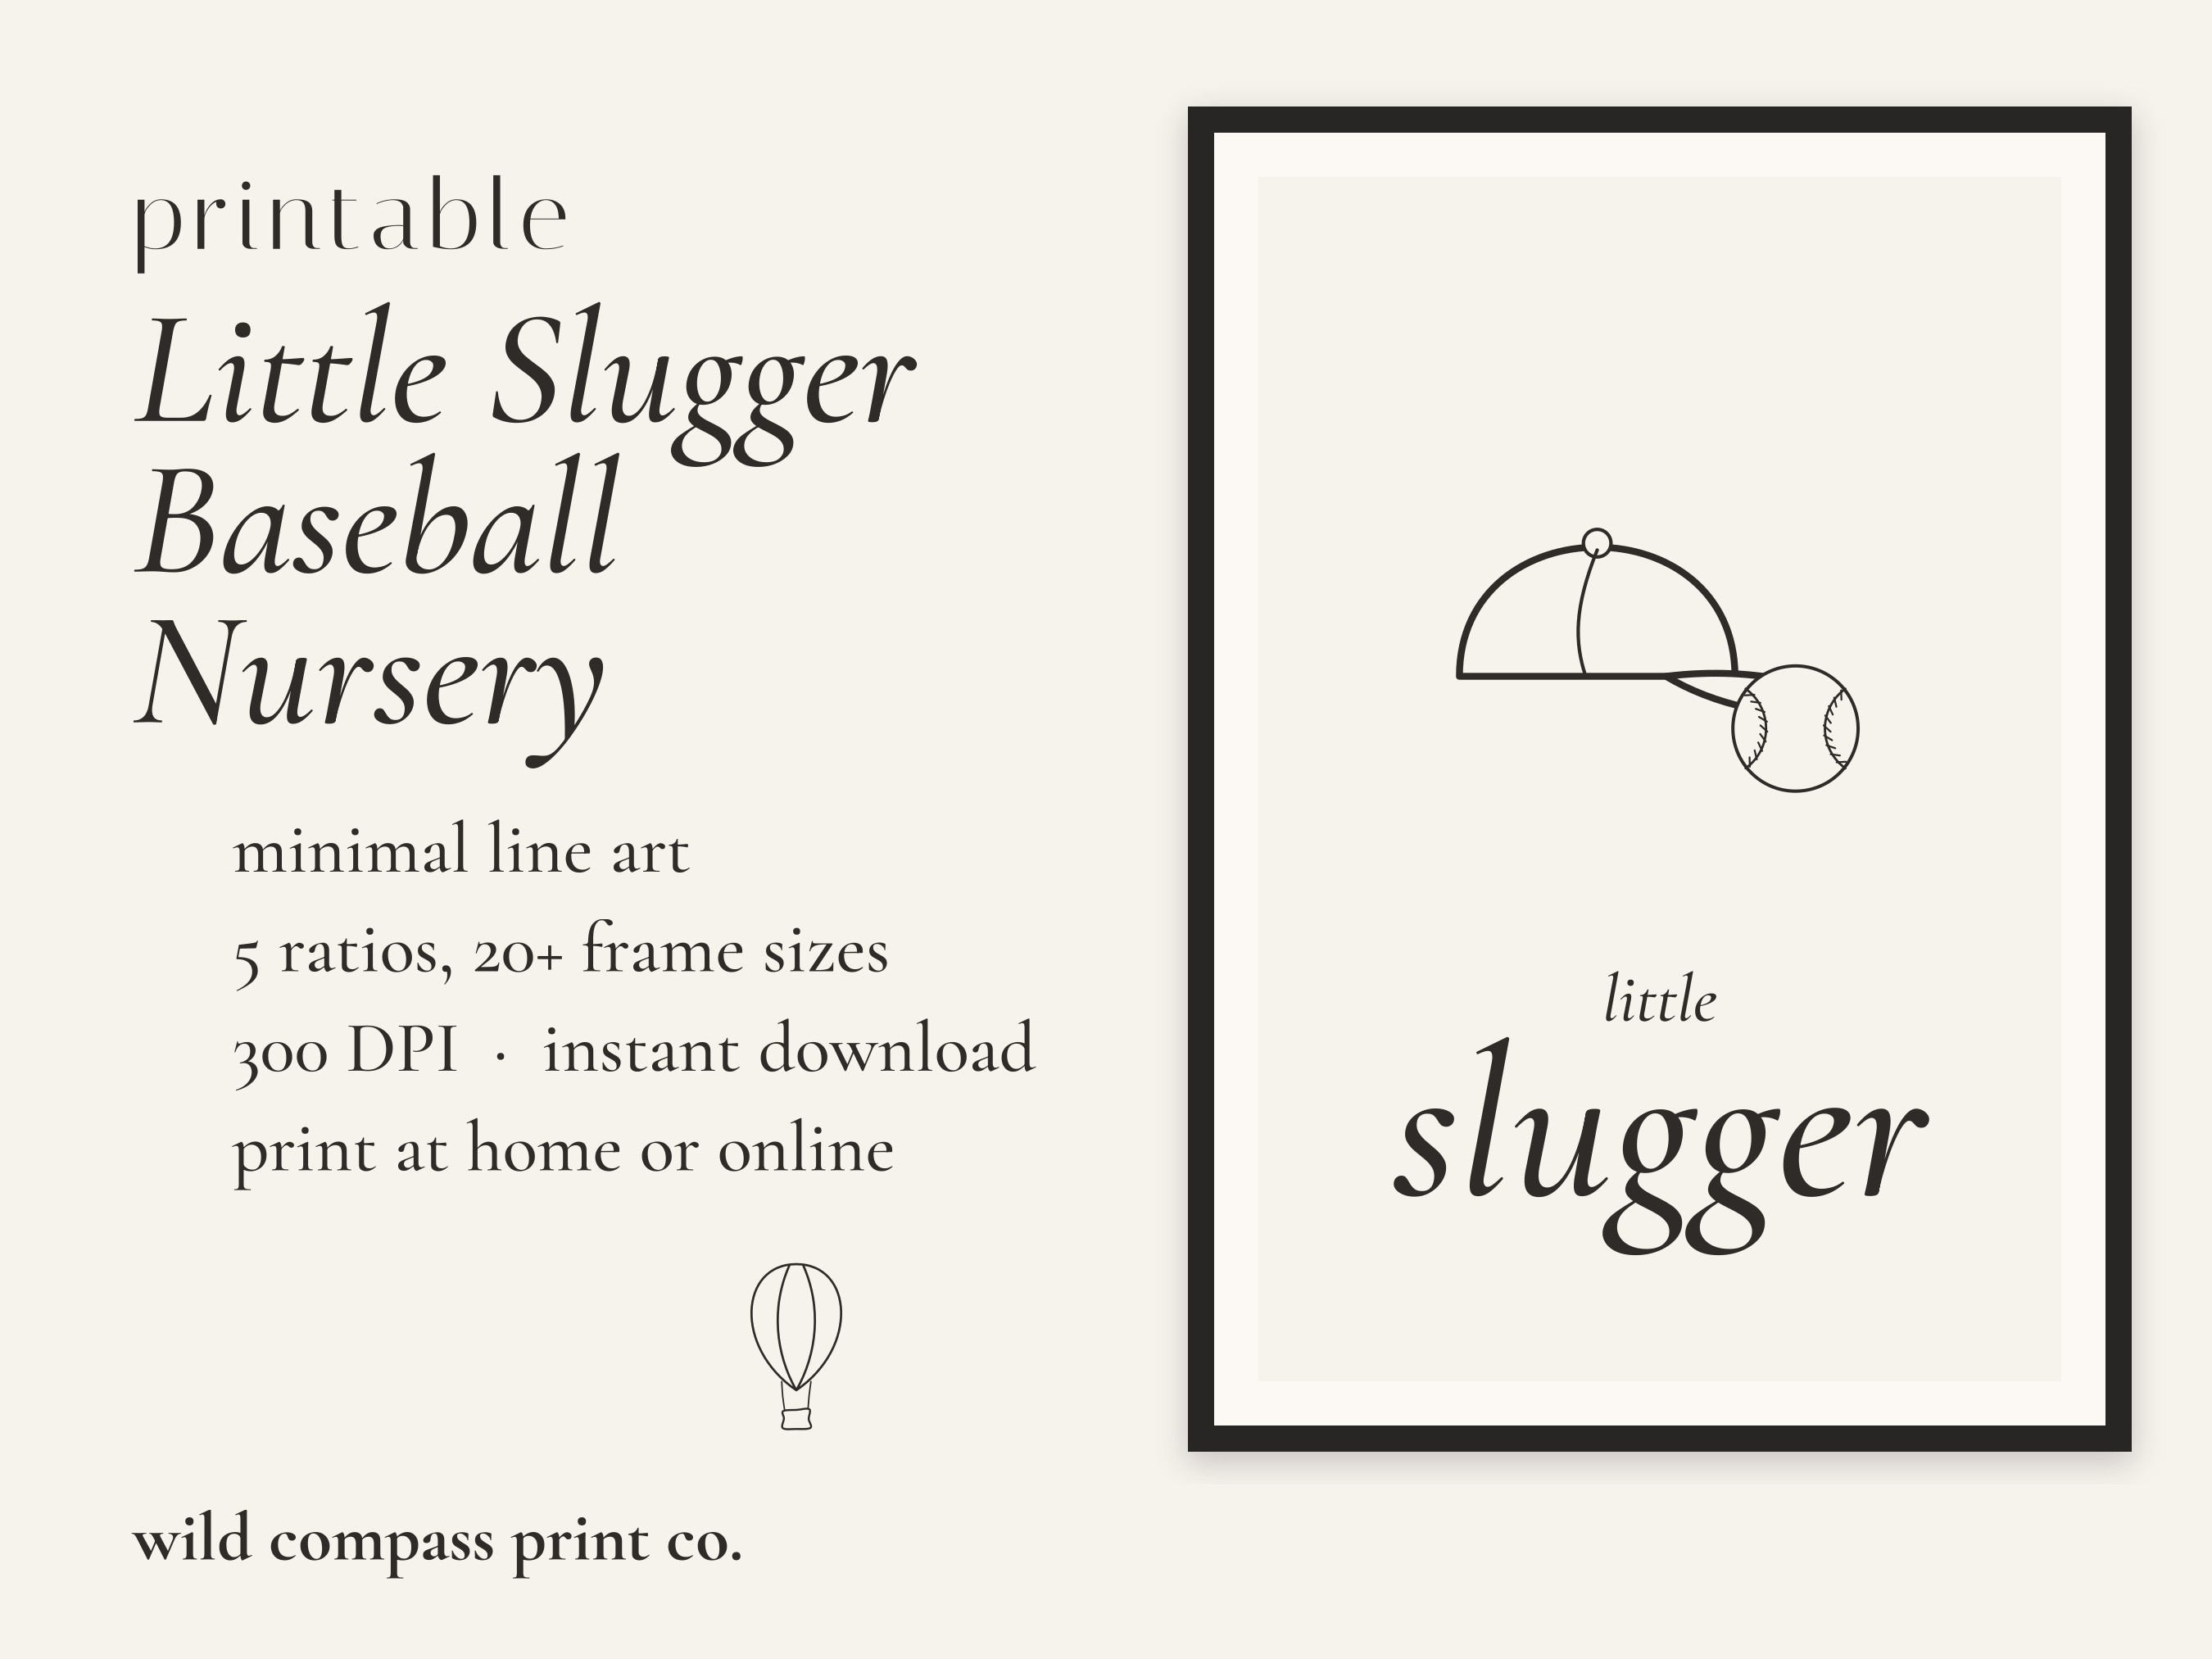 printable
Little Slugger
Baseball
Nursery
minimal line art
5 ratios, 20+ frame sizes
300 DPI · instant download
print at home or online
wild compass print co.
little
slugger